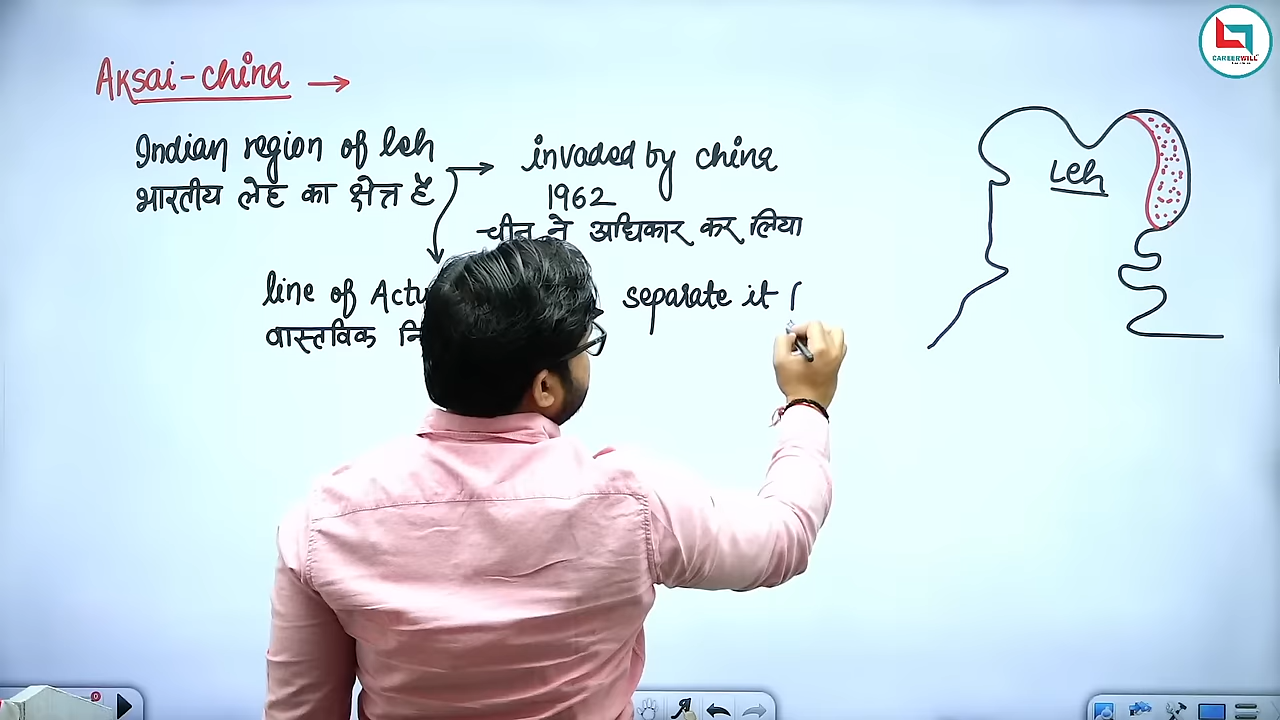 Aksai-china →
Indian region of leh → invaded by china
भारतीय लेह का क्षेत्र हैं
1962
चीन ने अधिकार कर लिया
line of separate it (
वास्तविक
Leh
CAREERWILL
0